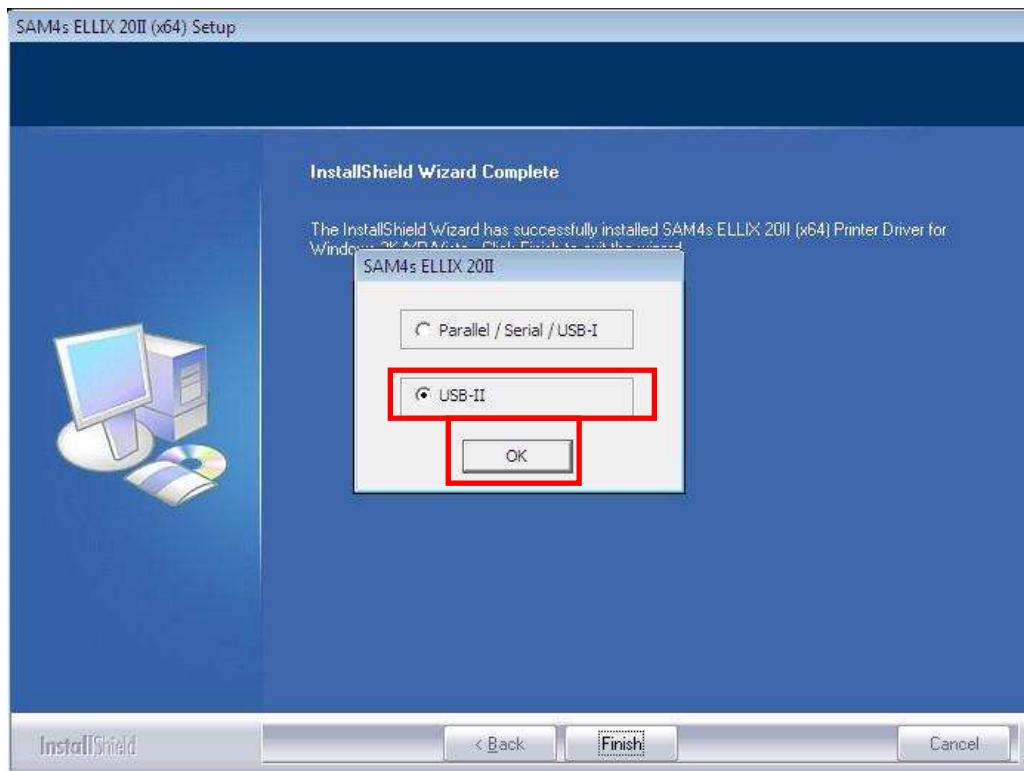 SAM4s ELLIX 20II (x64) Setup
InstallShield Wizard Complete
The InstallShield Wizard has successfully installed SAM4s ELLIX 20II (x64) Printer Driver for
SAM4s ELLIX 20II
Parallel / Serial / USB-I
USB-II
OK
InstallShield
< Back
Finish
Cancel